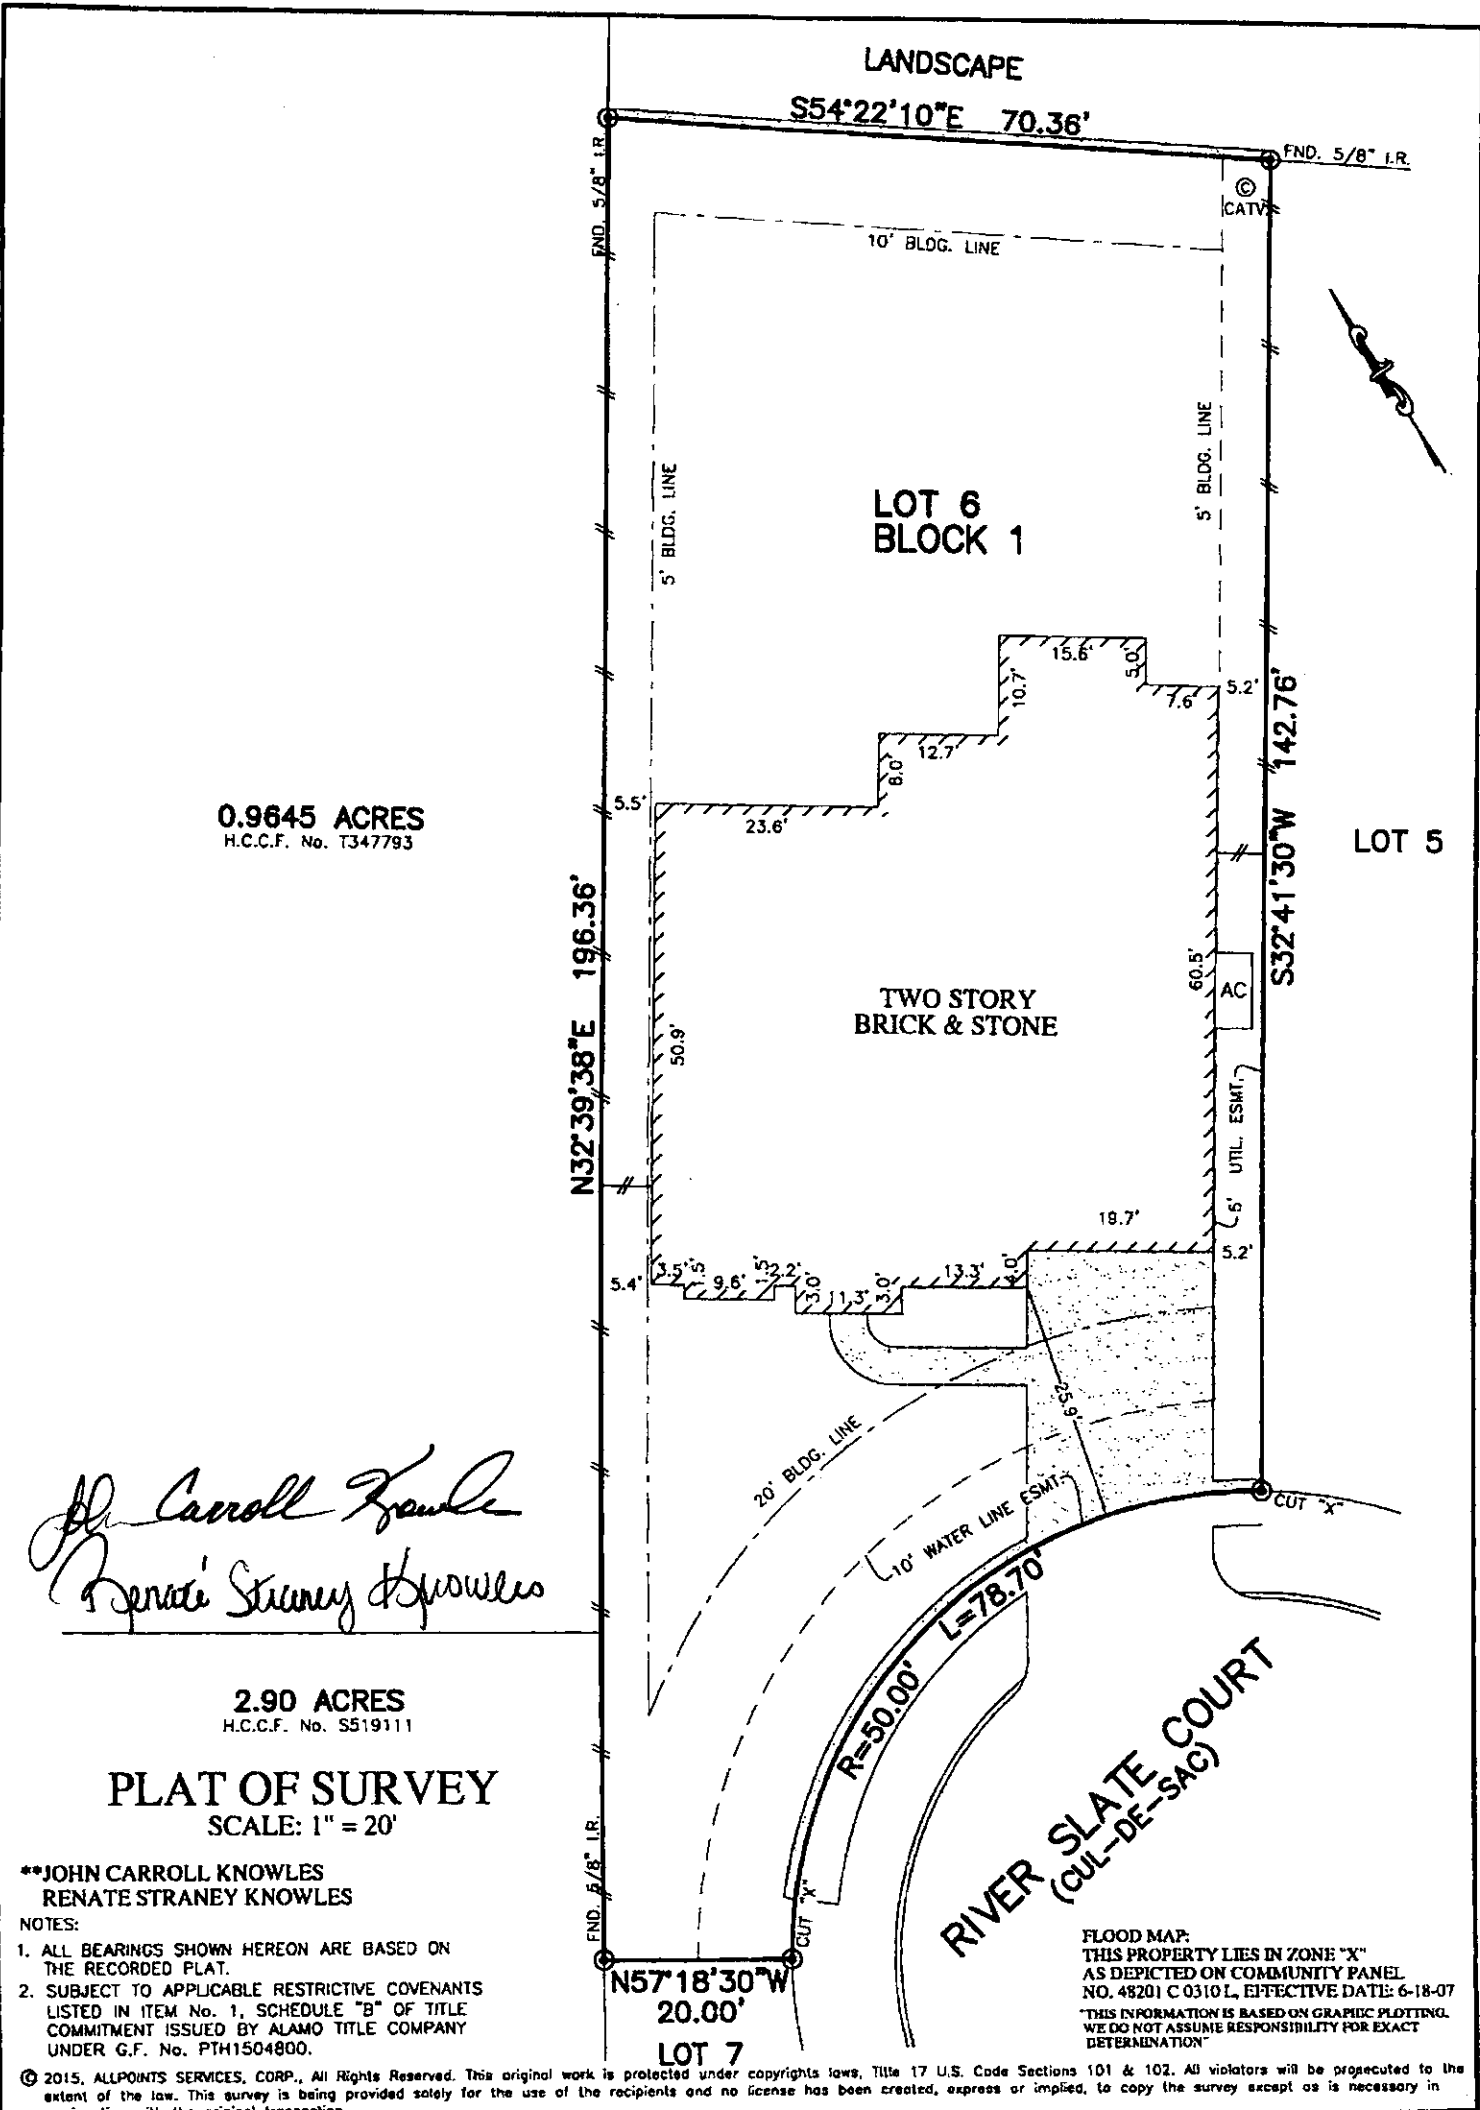 LANDSCAPE
S54°22'10"E 70.36'
FND. 5/8" I.R.
FND. 5/8" I.R.
© CATV
10' BLDG. LINE
5' BLDG. LINE
5' BLDG. LINE
LOT 6
BLOCK 1
15.6'
5.0'
10.7'
7.6'
5.2'
12.7'
8.0'
5.5'
23.6'
S32°41'30"W 142.76'
LOT 5
0.9645 ACRES
H.C.C.F. No. T347793
N32°39'38"E 196.36'
60.5'
AC
TWO STORY
BRICK & STONE
50.9'
6' UTIL. ESMT.
19.7'
5.2'
5.4'
3.5'
1.5'
9.6'
1.5'
2.2'
3.0'
11.3'
3.0'
13.3'
4.0'
25.9'
20' BLDG. LINE
10' WATER LINE ESMT.
CUT "X"
L=78.70'
R=50.00'
John Carroll Knowles
Renate Straney Knowles
2.90 ACRES
H.C.C.F. No. S519111
RIVER SLATE COURT
(CUL-DE-SAC)
PLAT OF SURVEY
SCALE: 1" = 20'
**JOHN CARROLL KNOWLES
RENATE STRANEY KNOWLES
FND. 5/8" I.R.
CUT "X"
N57°18'30"W
20.00'
LOT 7
NOTES:
1. ALL BEARINGS SHOWN HEREON ARE BASED ON
THE RECORDED PLAT.
2. SUBJECT TO APPLICABLE RESTRICTIVE COVENANTS
LISTED IN ITEM No. 1, SCHEDULE "B" OF TITLE
COMMITMENT ISSUED BY ALAMO TITLE COMPANY
UNDER G.F. No. PTH1504800.
FLOOD MAP:
THIS PROPERTY LIES IN ZONE "X"
AS DEPICTED ON COMMUNITY PANEL
NO. 48201 C 0310 L, EFFECTIVE DATE: 6-18-07
"THIS INFORMATION IS BASED ON GRAPHIC PLOTTING.
WE DO NOT ASSUME RESPONSIBILITY FOR EXACT
DETERMINATION"
© 2015, ALLPOINTS SERVICES, CORP., All Rights Reserved. This original work is protected under copyrights laws, Title 17 U.S. Code Sections 101 & 102. All violators will be prosecuted to the
extent of the law. This survey is being provided solely for the use of the recipients and no license has been created, express or implied, to copy the survey except as is necessary in